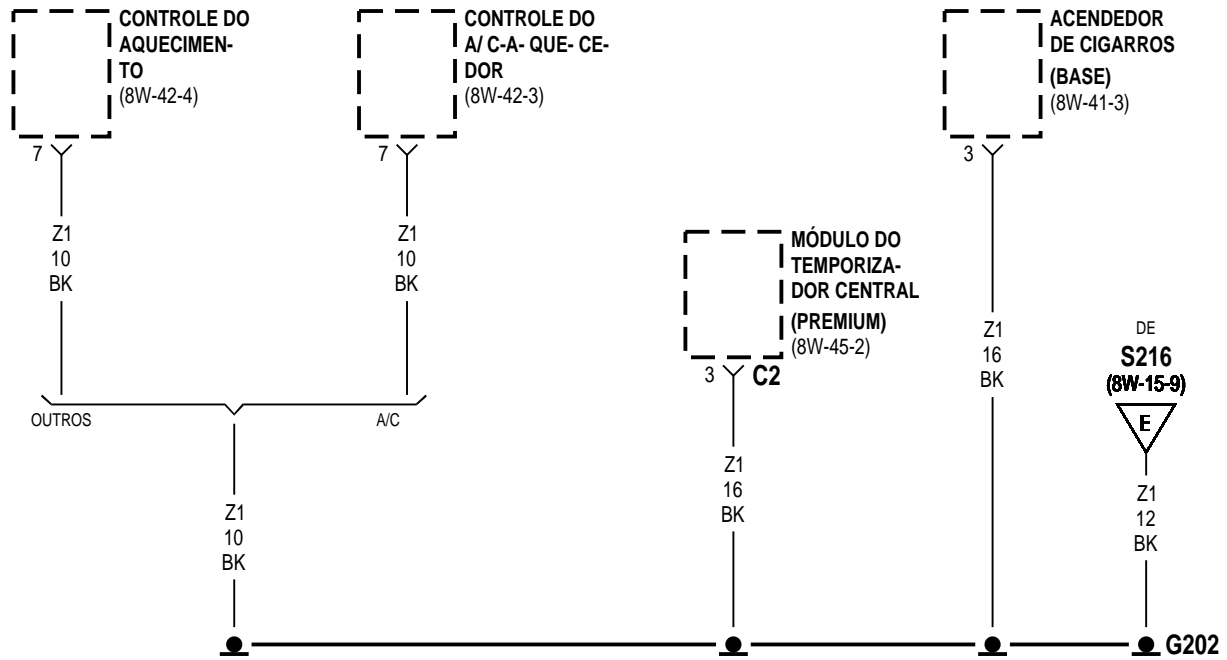 CONTROLE DO
AQUECIMEN-
TO
(8W-42-4)
7
Z1
10
BK
OUTROS
CONTROLE DO
A/ C-A- QUE- CE-
DOR
(8W-42-3)
7
Z1
10
BK
A/C
Z1
10
BK
MÓDULO DO
TEMPORIZA-
DOR CENTRAL
(PREMIUM)
(8W-45-2)
3 C2
Z1
16
BK
ACENDEDOR
DE CIGARROS
(BASE)
(8W-41-3)
3
Z1
16
BK
DE
S216
(8W-15-9)
E
Z1
12
BK
G202